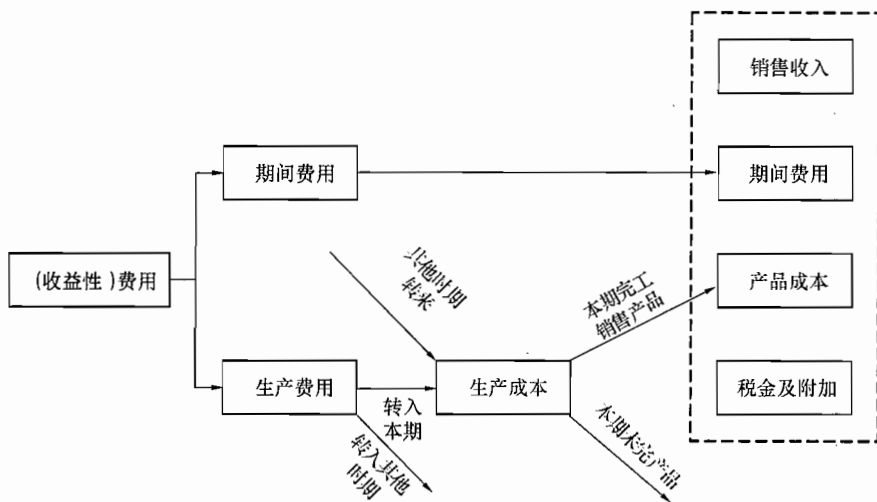 销售收入
期间费用
期间费用
(收益性)费用
其他时期
转来
本期完工
销售产品
产品成本
生产费用
转入
本期
生产成本
税金及附加
转入其他
时期
本期未完产品